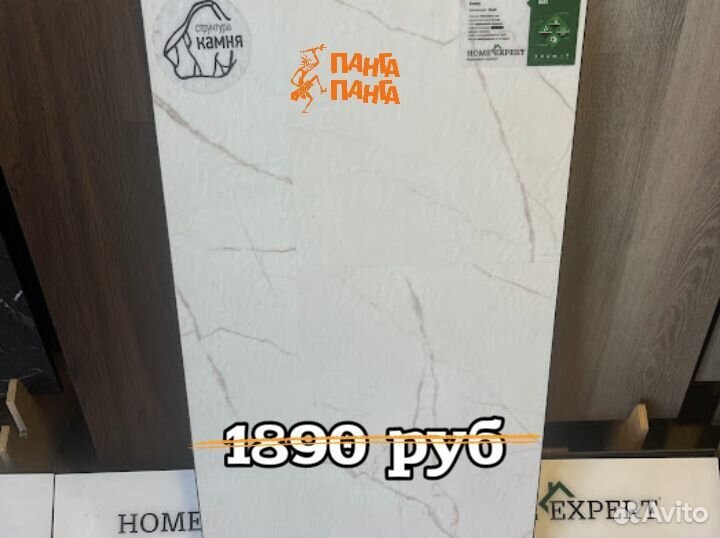 структура
камня
ПАНГА
ПАНГА
HOME EXPERT
1890 руб
HOME
EXPERT
Avito